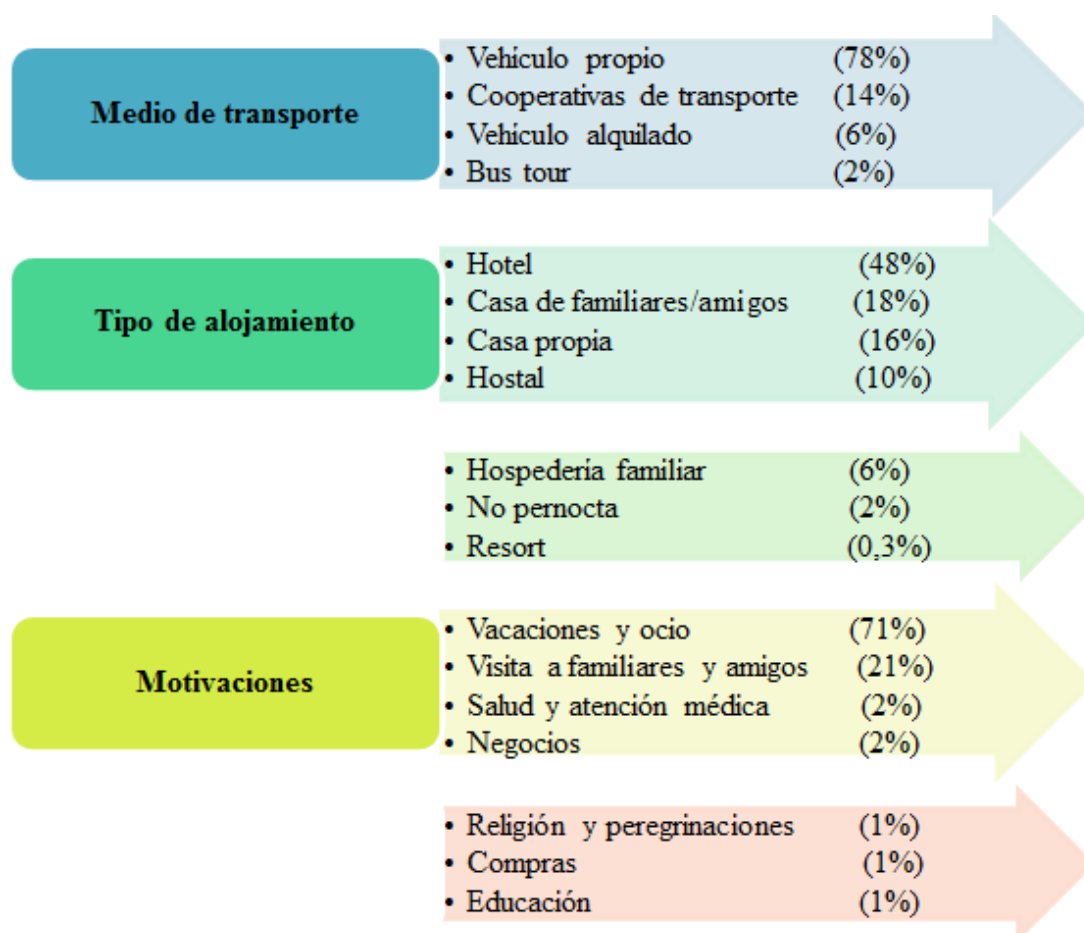 Medio de transporte
• Vehículo propio (78%)
• Cooperativas de transporte (14%)
• Vehículo alquilado (6%)
• Bus tour (2%)
Tipo de alojamiento
• Hotel (48%)
• Casa de familiares/amigos (18%)
• Casa propia (16%)
• Hostal (10%)
• Hospedería familiar (6%)
• No pernocta (2%)
• Resort (0,3%)
Motivaciones
• Vacaciones y ocio (71%)
• Visita a familiares y amigos (21%)
• Salud y atención médica (2%)
• Negocios (2%)
• Religión y peregrinaciones (1%)
• Compras (1%)
• Educación (1%)